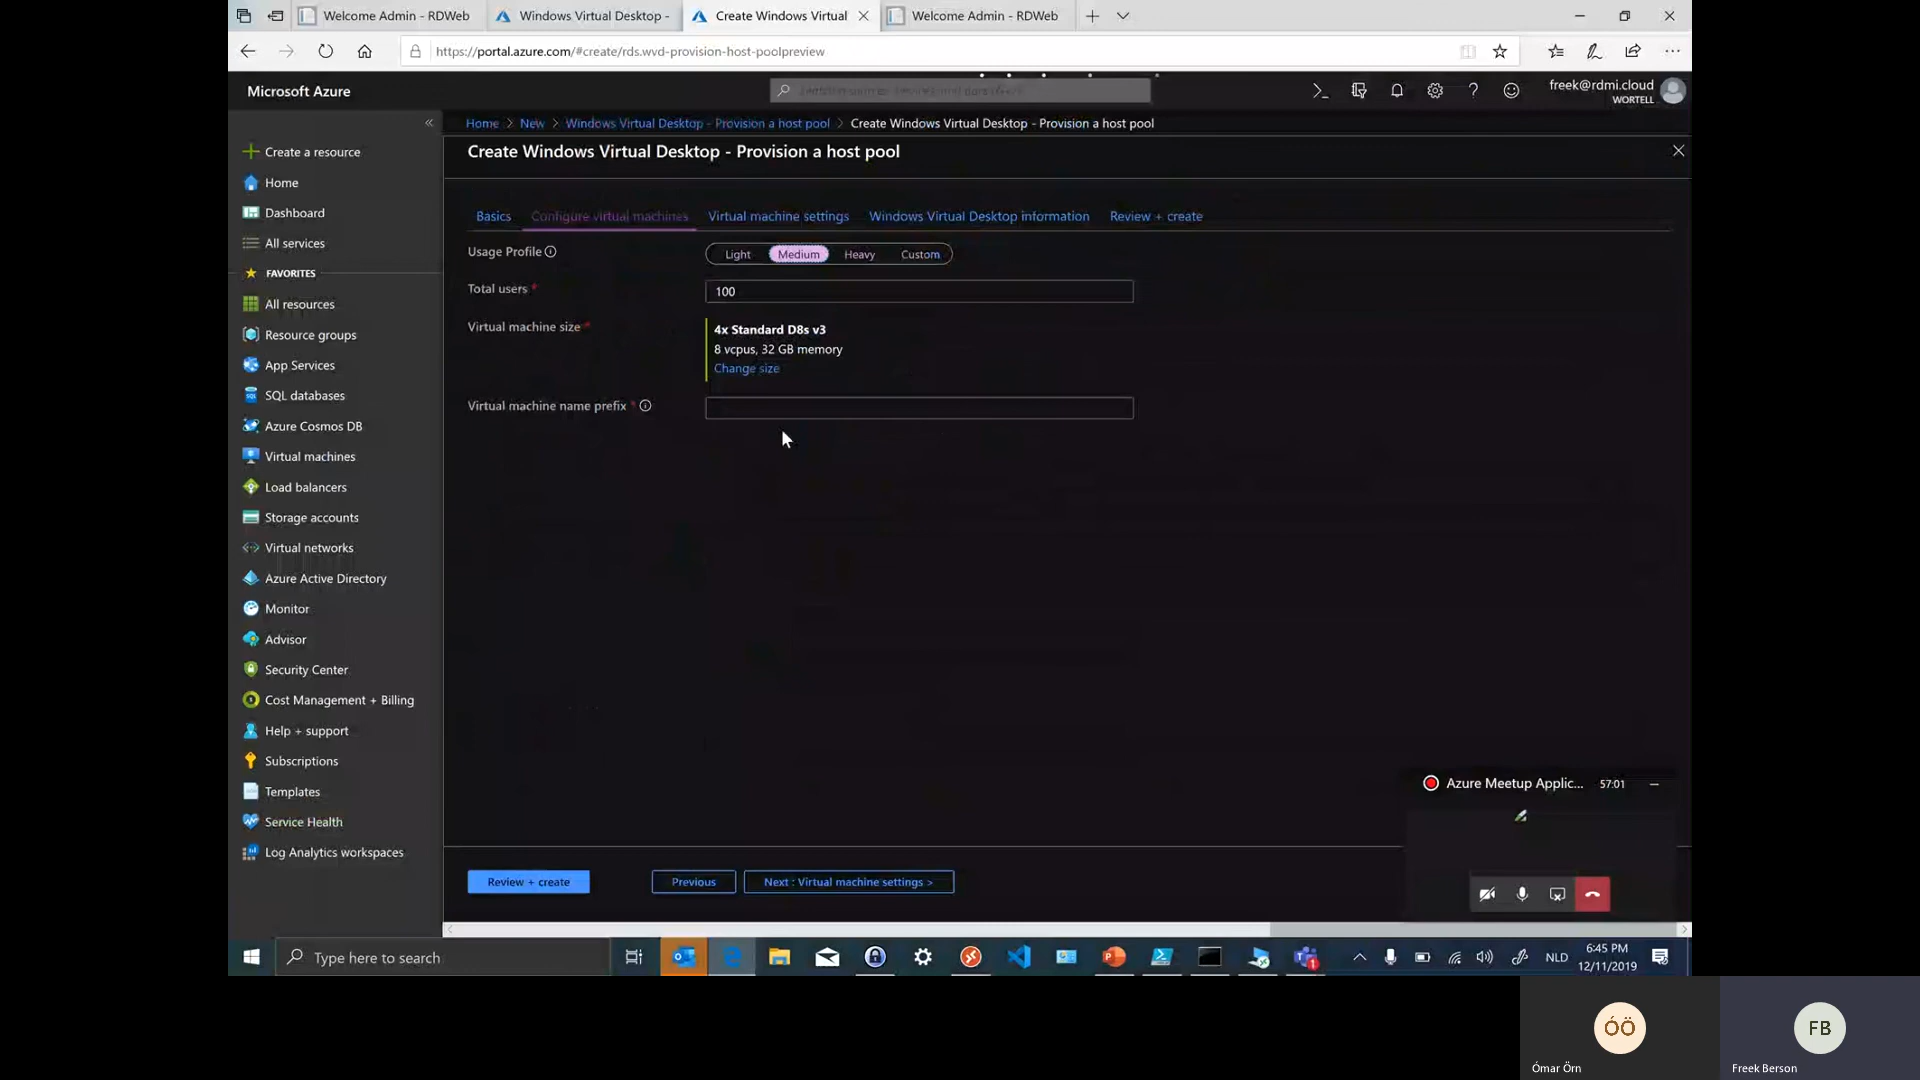 Welcome Admin - RDWeb
Windows Virtual Desktop -
Create Windows Virtual
Welcome Admin - RDWeb
https://portal.azure.com/#create/rds.wvd-provision-host-poolpreview
Microsoft Azure
freek@rdmi.cloud
WORTELL
Home > New > Windows Virtual Desktop - Provision a host pool > Create Windows Virtual Desktop - Provision a host pool
Create Windows Virtual Desktop - Provision a host pool
Create a resource
Home
Dashboard
All services
FAVORITES
All resources
Resource groups
App Services
SQL databases
Azure Cosmos DB
Virtual machines
Load balancers
Storage accounts
Virtual networks
Azure Active Directory
Monitor
Advisor
Security Center
Cost Management + Billing
Help + support
Subscriptions
Templates
Service Health
Log Analytics workspaces
Basics Configure virtual machines Virtual machine settings Windows Virtual Desktop information Review + create
Usage Profile Light Medium Heavy Custom
Total users * 100
Virtual machine size * 4x Standard D8s v3
8 vcpus, 32 GB memory
Change size
Virtual machine name prefix *
Azure Meetup Applic... 57:01
Review + create Previous Next : Virtual machine settings >
Type here to search
NLD
6:45 PM
12/11/2019
ÓÖ
Ómar Örn
FB
Freek Berson